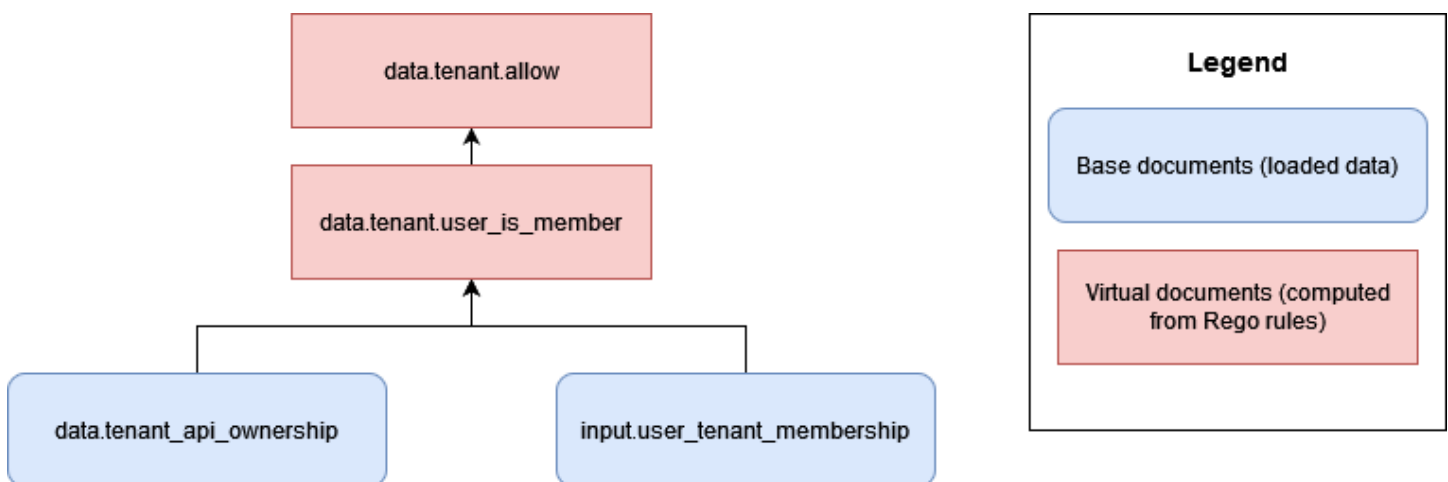 data.tenant.allow
data.tenant.user_is_member
data.tenant_api_ownership
input.user_tenant_membership
Legend
Base documents (loaded data)
Virtual documents (computed
from Rego rules)